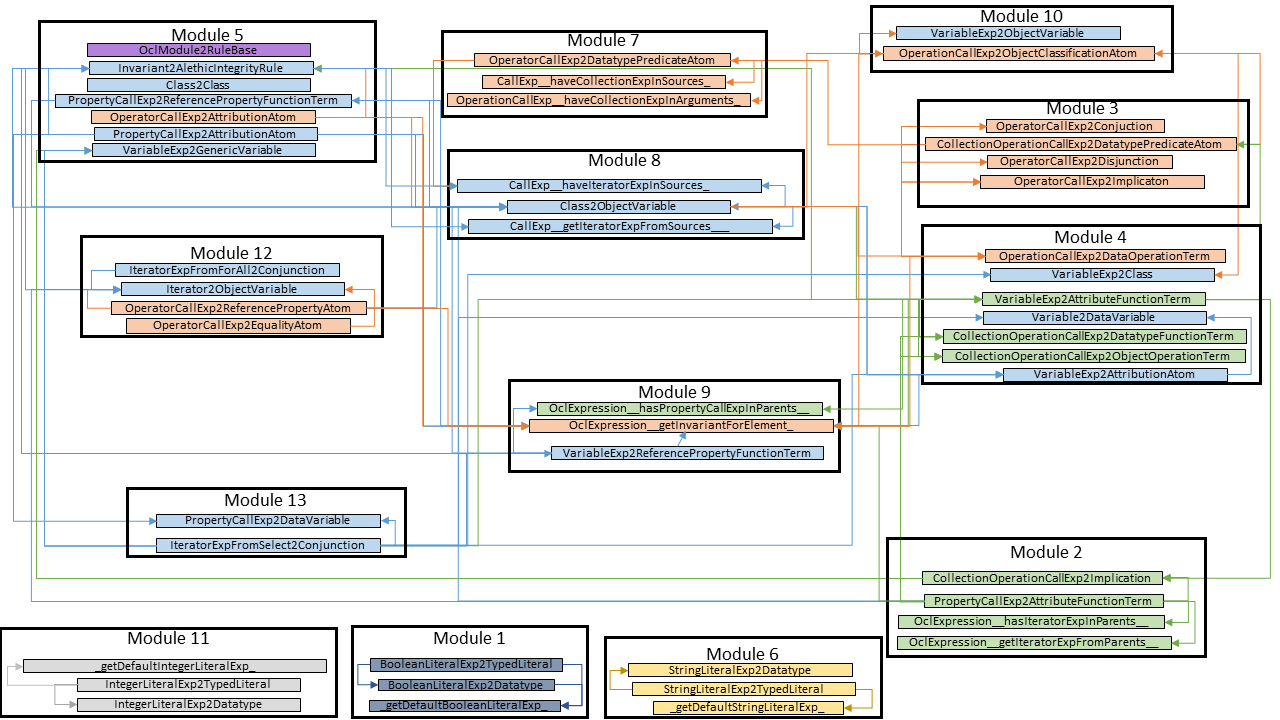 Module 5
OclModule2RuleBase
Invariant2AlethicIntegrityRule
Class2Class
PropertyCallExp2ReferencePropertyFunctionTerm
OperatorCallExp2AttributionAtom
PropertyCallExp2AttributionAtom
VariableExp2GenericVariable
Module 7
OperatorCallExp2DatatypePredicateAtom
CallExp__haveCollectionExpInSources_
OperationCallExp__haveCollectionExpInArguments_
Module 10
VariableExp2ObjectVariable
OperationCallExp2ObjectClassificationAtom
Module 3
OperatorCallExp2Conjuction
CollectionOperationCallExp2DatatypePredicateAtom
OperatorCallExp2Disjunction
OperatorCallExp2Implicaton
Module 8
CallExp__haveIteratorExpInSources_
Class2ObjectVariable
CallExp__getIteratorExpFromSources___
Module 12
IteratorExpFromForAll2Conjunction
Iterator2ObjectVariable
OperatorCallExp2ReferencePropertyAtom
OperatorCallExp2EqualityAtom
Module 4
OperationCallExp2DataOperationTerm
VariableExp2Class
VariableExp2AttributeFunctionTerm
Variable2DataVariable
CollectionOperationCallExp2DatatypeFunctionTerm
CollectionOperationCallExp2ObjectOperationTerm
VariableExp2AttributionAtom
Module 9
OclExpression__hasPropertyCallExpInParents__
OclExpression__getInvariantForElement_
VariableExp2ReferencePropertyFunctionTerm
Module 13
PropertyCallExp2DataVariable
IteratorExpFromSelect2Conjunction
Module 2
CollectionOperationCallExp2Implication
PropertyCallExp2AttributeFunctionTerm
OclExpression__hasIteratorExpInParents__
OclExpression__getIteratorExpFromParents__
Module 11
_getDefaultIntegerLiteralExp_
IntegerLiteralExp2TypedLiteral
IntegerLiteralExp2Datatype
Module 1
BooleanLiteralExp2TypedLiteral
BooleanLiteralExp2Datatype
_getDefaultBooleanLiteralExp_
Module 6
StringLiteralExp2Datatype
StringLiteralExp2TypedLiteral
_getDefaultStringLiteralExp_